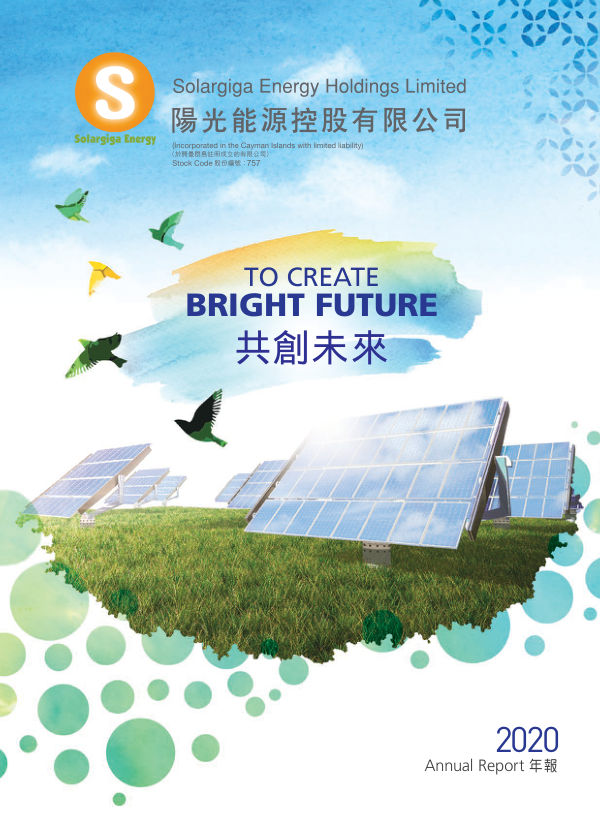 S
Solargiga Energy
Solargiga Energy Holdings Limited
陽光能源控股有限公司
(incorporated in the Cayman Islands with limited liability)
（於開曼群島註冊成立的有限公司）
Stock Code 股份編號：757
TO CREATE
BRIGHT FUTURE
共創未來
2020
Annual Report 年報